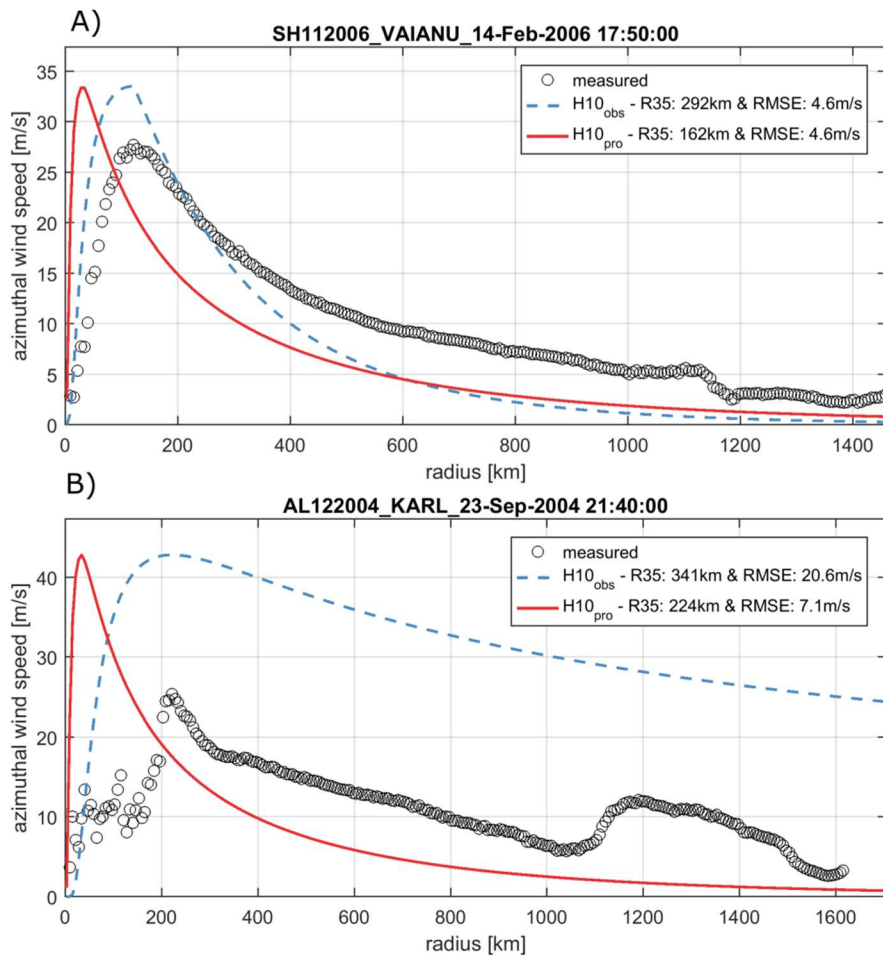 A)
SH112006_VAIANU_14-Feb-2006 17:50:00
measured
H10obs - R35: 292km & RMSE: 4.6m/s
H10pro - R35: 162km & RMSE: 4.6m/s
azimuthal wind speed [m/s]
35
30
25
20
15
10
5
0
0 200 400 600 800 1000 1200 1400
radius [km]
B)
AL122004_KARL_23-Sep-2004 21:40:00
measured
H10obs - R35: 341km & RMSE: 20.6m/s
H10pro - R35: 224km & RMSE: 7.1m/s
azimuthal wind speed [m/s]
40
30
20
10
0
0 200 400 600 800 1000 1200 1400 1600
radius [km]